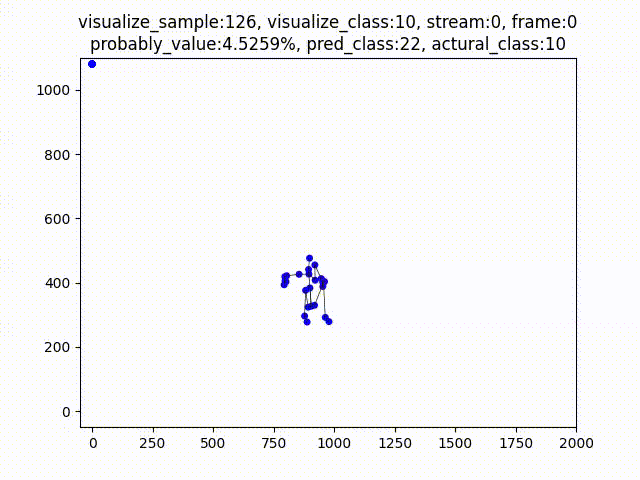 visualize_sample:126, visualize_class:10, stream:0, frame:0
probably_value:4.5259%, pred_class:22, actural_class:10
1000
800
600
400
200
0
0 250 500 750 1000 1250 1500 1750 2000